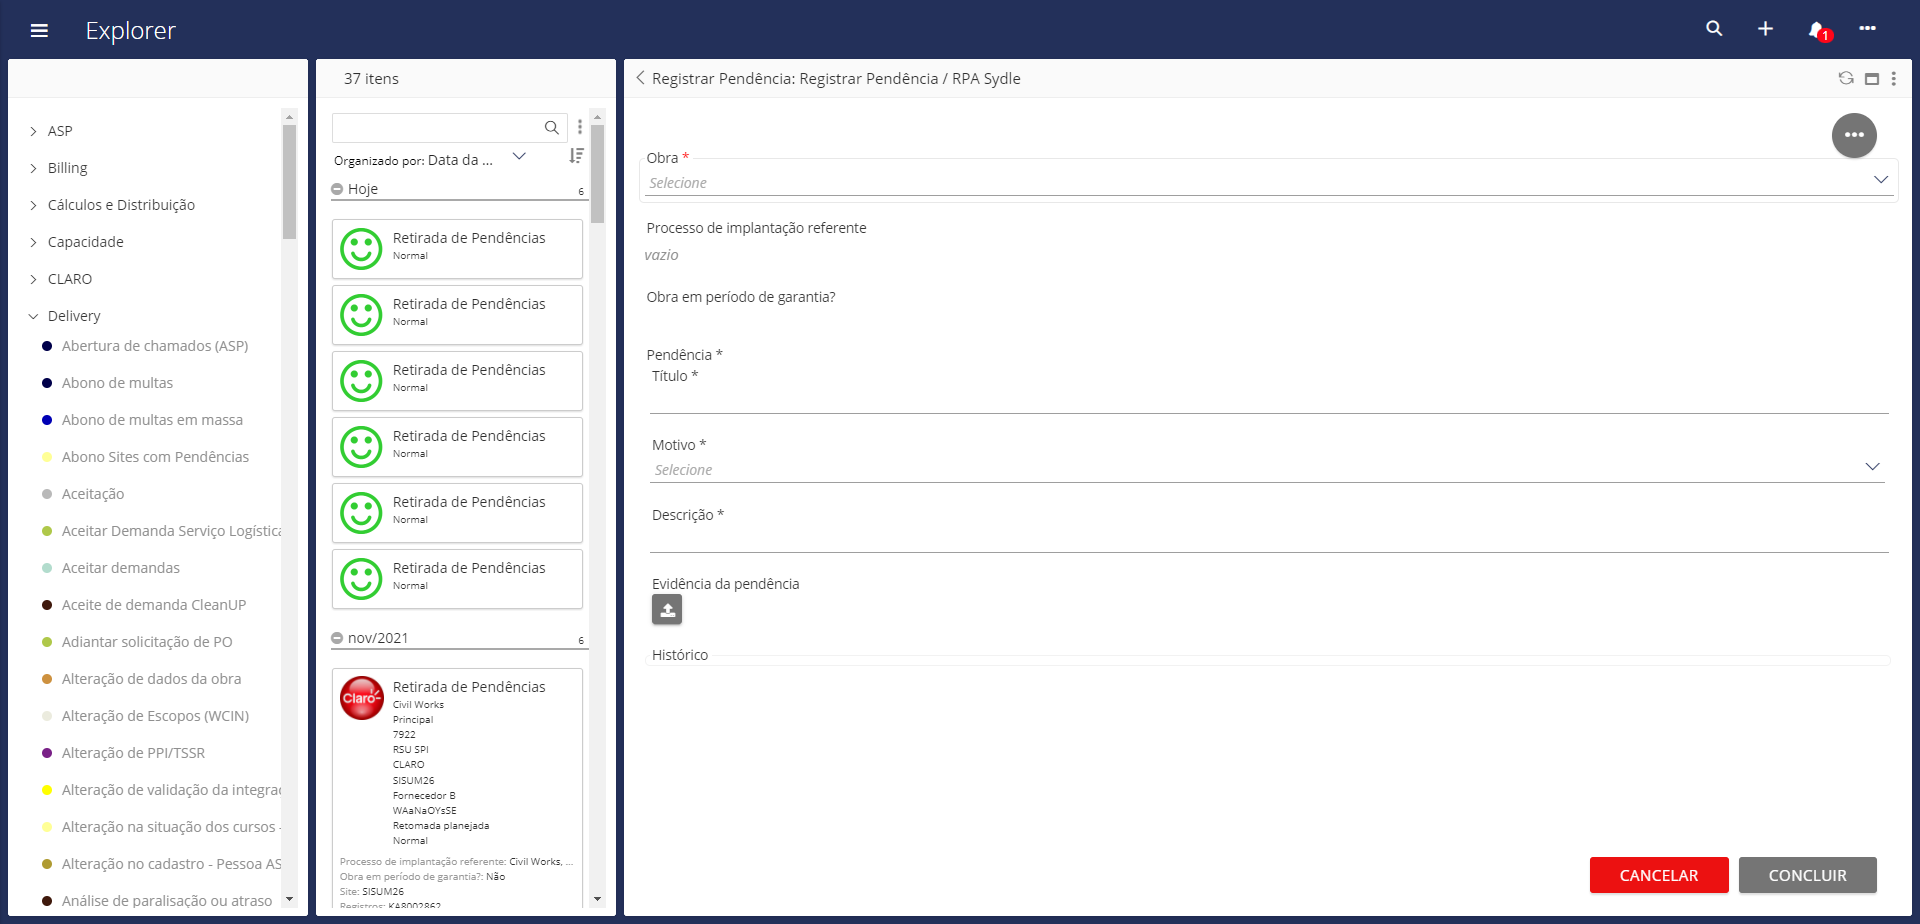 Explorer
1
ASP
Billing
Cálculos e Distribuição
Capacidade
CLARO
Delivery
Abertura de chamados (ASP)
Abono de multas
Abono de multas em massa
Abono Sites com Pendências
Aceitação
Aceitar Demanda Serviço Logística
Aceitar demandas
Aceite de demanda CleanUP
Adiantar solicitação de PO
Alteração de dados da obra
Alteração de Escopos (WCIN)
Alteração de PPI/TSSR
Alteração de validação da integraç
Alteração na situação dos cursos -
Alteração no cadastro - Pessoa AS
Análise de paralisação ou atraso
37 itens
Organizado por: Data da ...
Hoje 6
Retirada de Pendências
Normal
Retirada de Pendências
Normal
Retirada de Pendências
Normal
Retirada de Pendências
Normal
Retirada de Pendências
Normal
Retirada de Pendências
Normal
nov/2021 6
Claro
Retirada de Pendências
Civil Works
Principal
7922
RSU SPI
CLARO
SISUM26
Fornecedor B
WAaNaOYsSE
Retomada planejada
Normal
Processo de implantação referente: Civil Works, ...
Obra em período de garantia?: Não
Site: SISUM26
Registros: KA8002862
Registrar Pendência: Registrar Pendência / RPA Sydle
Obra *
Selecione
Processo de implantação referente
vazio
Obra em período de garantia?
Pendência *
Título *
Motivo *
Selecione
Descrição *
Evidência da pendência
Histórico
CANCELAR
CONCLUIR